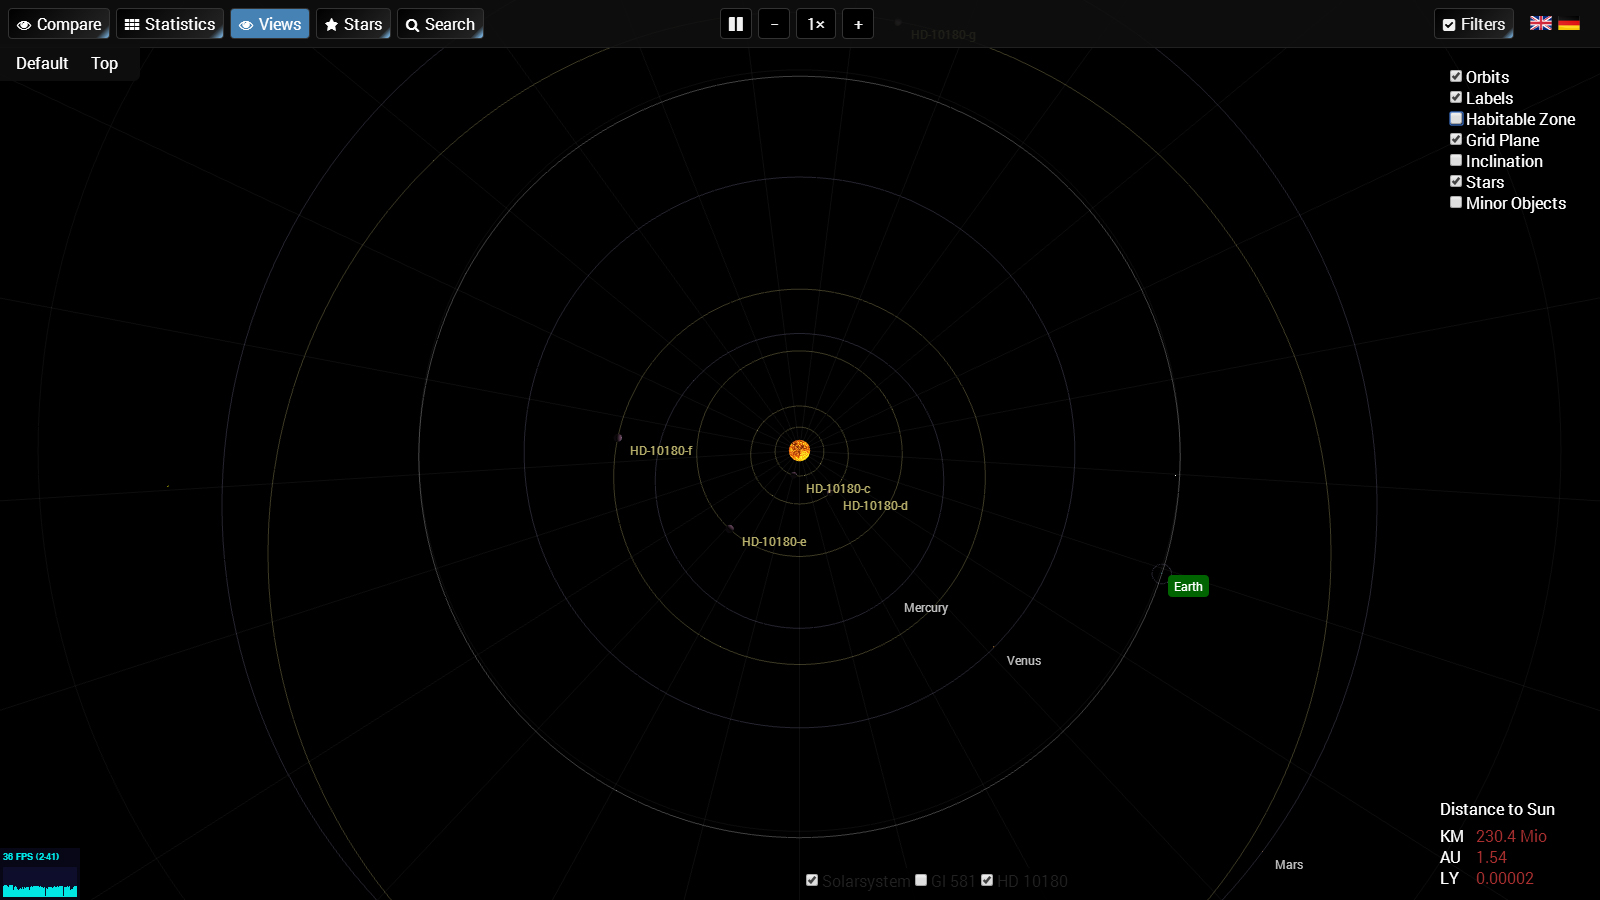 Compare Statistics Views Stars Search − 1× + Filters
Default Top
HD-10180-g
Orbits
Labels
Habitable Zone
Grid Plane
Inclination
Stars
Minor Objects
HD-10180-f
HD-10180-c
HD-10180-d
HD-10180-e
Earth
Mercury
Venus
Mars
Distance to Sun
KM 230.4 Mio
AU 1.54
LY 0.00002
36 FPS (2-41)
Solarsystem Gl 581 HD 10180